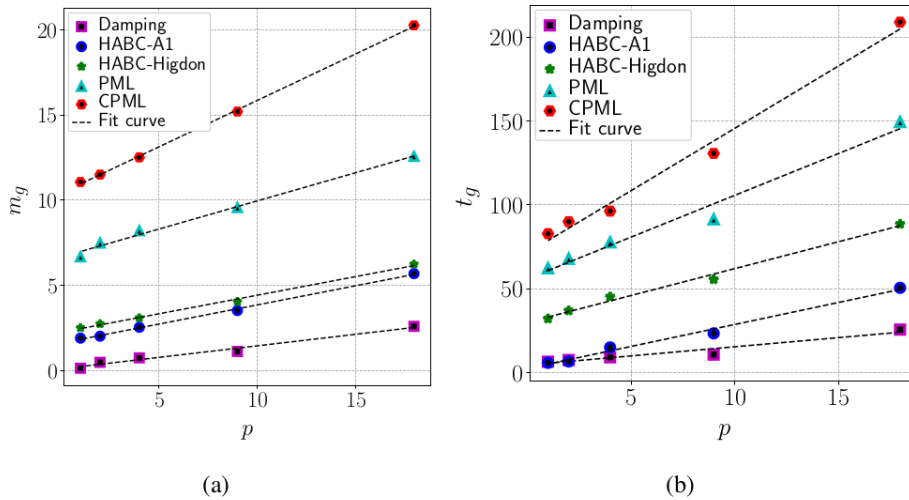 Damping
HABC-A1
HABC-Higdon
PML
CPML
Fit curve
20
15
10
5
0
m_g
5
10
15
p
(a)
Damping
HABC-A1
HABC-Higdon
PML
CPML
Fit curve
200
150
100
50
0
t_g
5
10
15
p
(b)